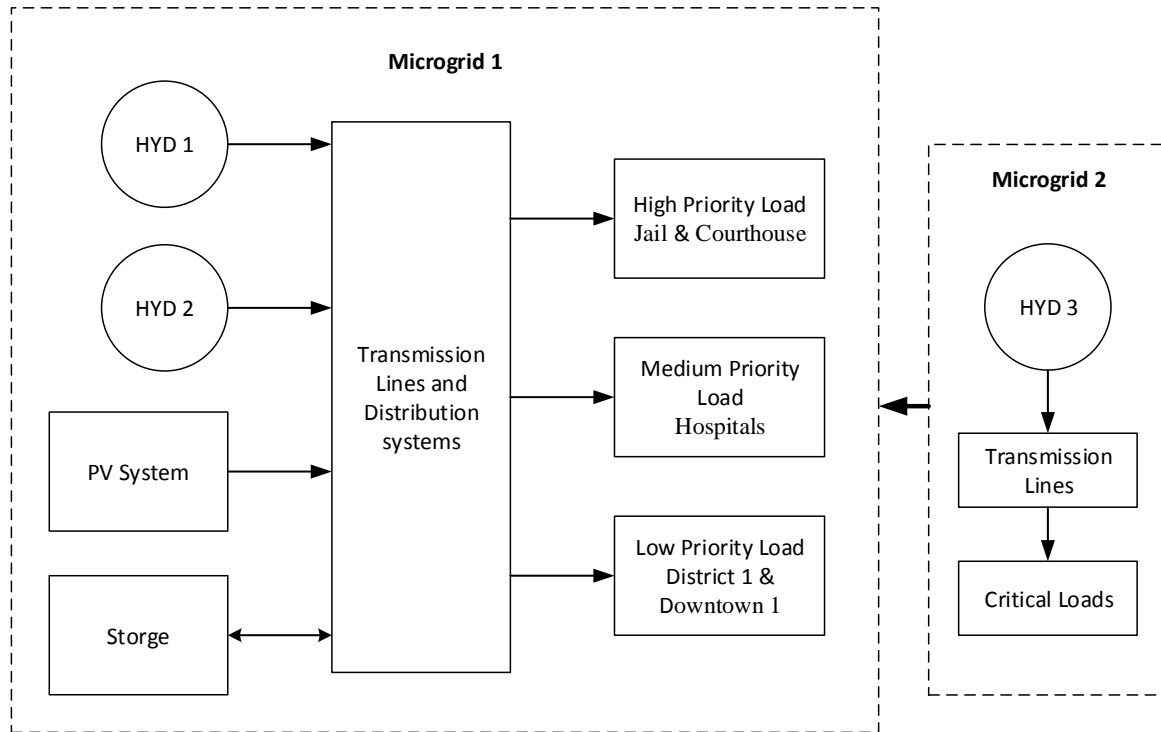 Microgrid 1
HYD 1
HYD 2
PV System
Storge
Transmission
Lines and
Distribution
systems
High Priority Load
Jail & Courthouse
Medium Priority
Load
Hospitals
Low Priority Load
District 1 &
Downtown 1
Microgrid 2
HYD 3
Transmission
Lines
Critical Loads